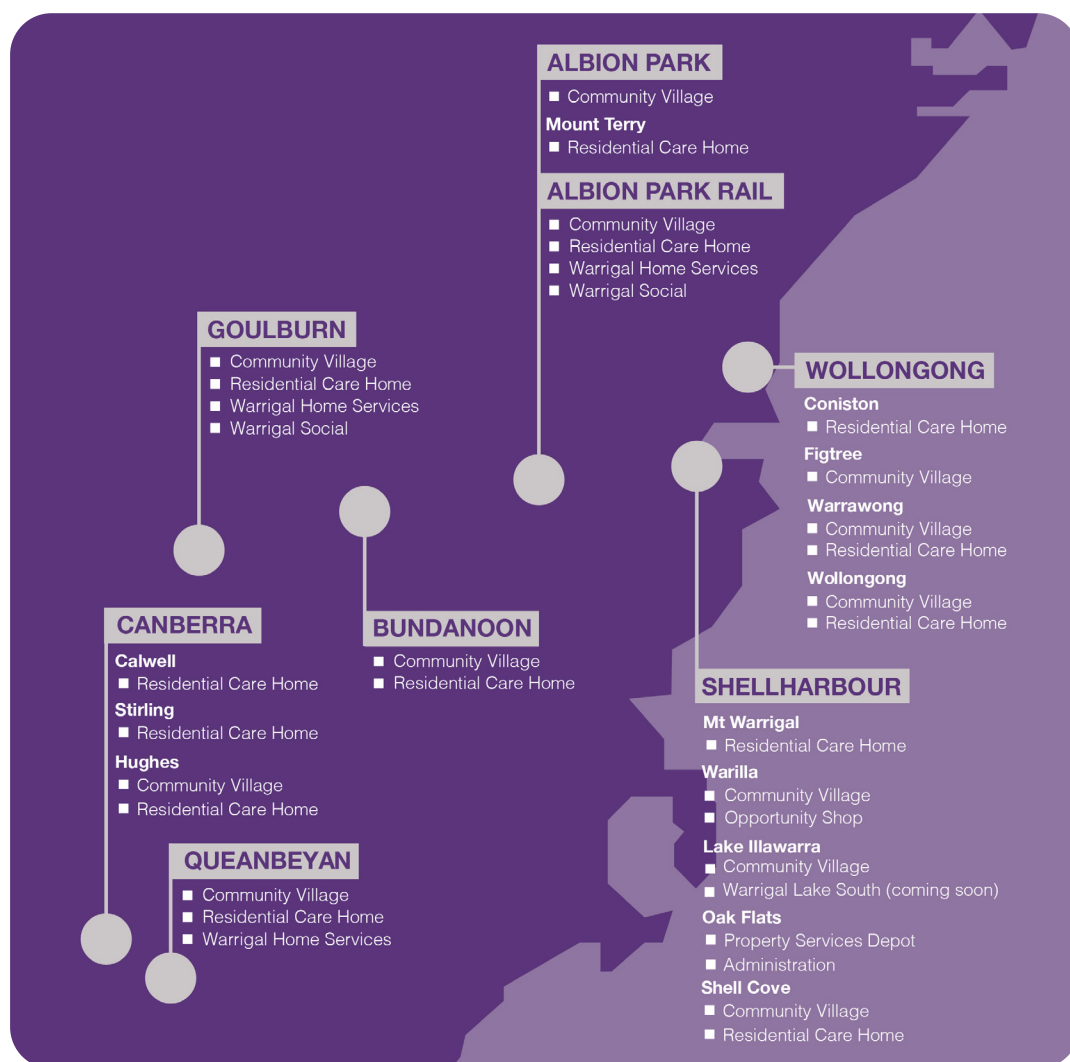 ALBION PARK
Community Village
Mount Terry
Residential Care Home
ALBION PARK RAIL
Community Village
Residential Care Home
Warrigal Home Services
Warrigal Social
GOULBURN
Community Village
Residential Care Home
Warrigal Home Services
Warrigal Social
WOLLONGONG
Coniston
Residential Care Home
Figtree
Community Village
Warrawong
Community Village
Residential Care Home
Wollongong
Community Village
Residential Care Home
CANBERRA
Calwell
Residential Care Home
Stirling
Residential Care Home
Hughes
Community Village
Residential Care Home
BUNDANOON
Community Village
Residential Care Home
SHELLHARBOUR
Mt Warrigal
Residential Care Home
Warilla
Community Village
Opportunity Shop
Lake Illawarra
Community Village
Warrigal Lake South (coming soon)
Oak Flats
Property Services Depot
Administration
Shell Cove
Community Village
Residential Care Home
QUEANBEYAN
Community Village
Residential Care Home
Warrigal Home Services